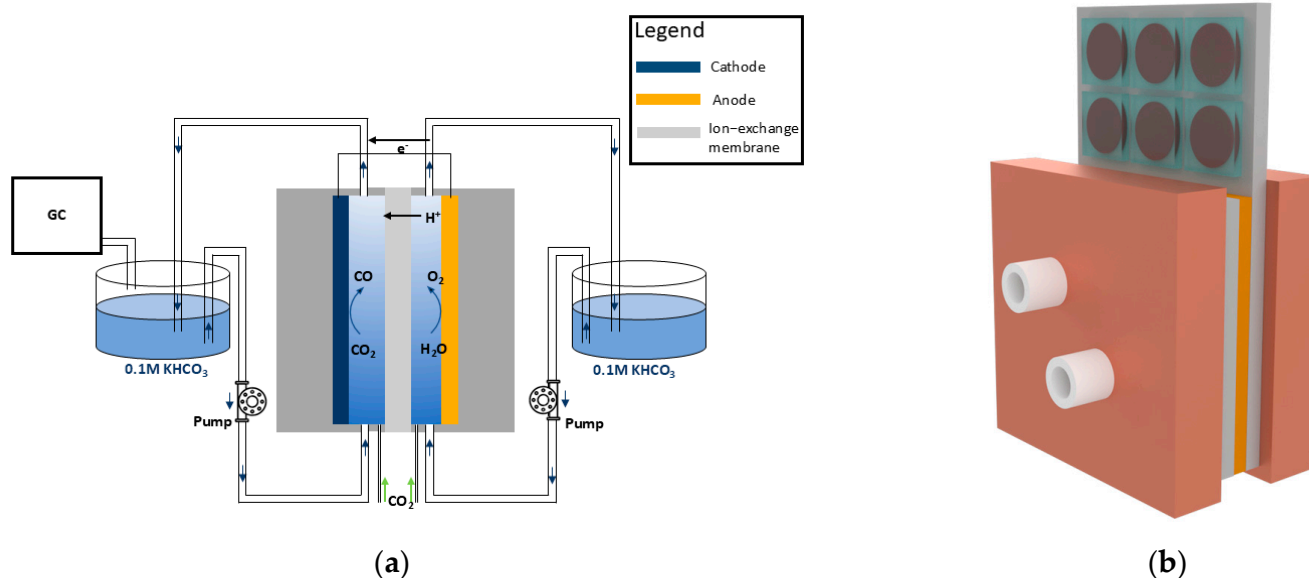 Legend
Cathode
Anode
Ion−exchange
membrane
e⁻
GC
H⁺
CO
O₂
CO₂
H₂O
0.1M KHCO₃
0.1M KHCO₃
Pump
Pump
CO₂
(a)
(b)